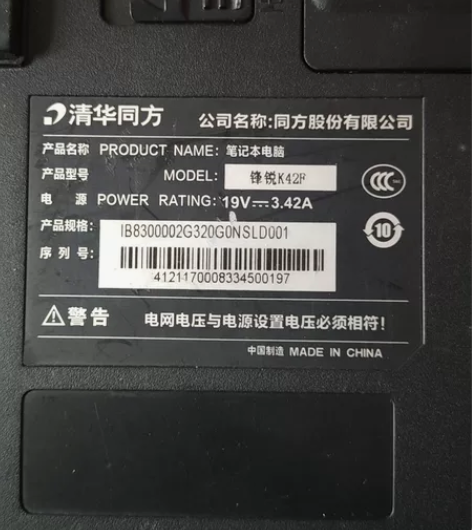 清华同方
公司名称:同方股份有限公司
产品名称 PRODUCT NAME: 笔记本电脑
产品型号 MODEL: 锋锐K42F
电 源 POWER RATING: 19V⎓3.42A
产品规格: IB8300002G320G0NSLD001
序列号:
4121170008334500197
CCC
10
警告 电网电压与电源设置电压必须相符!
中国制造 MADE IN CHINA